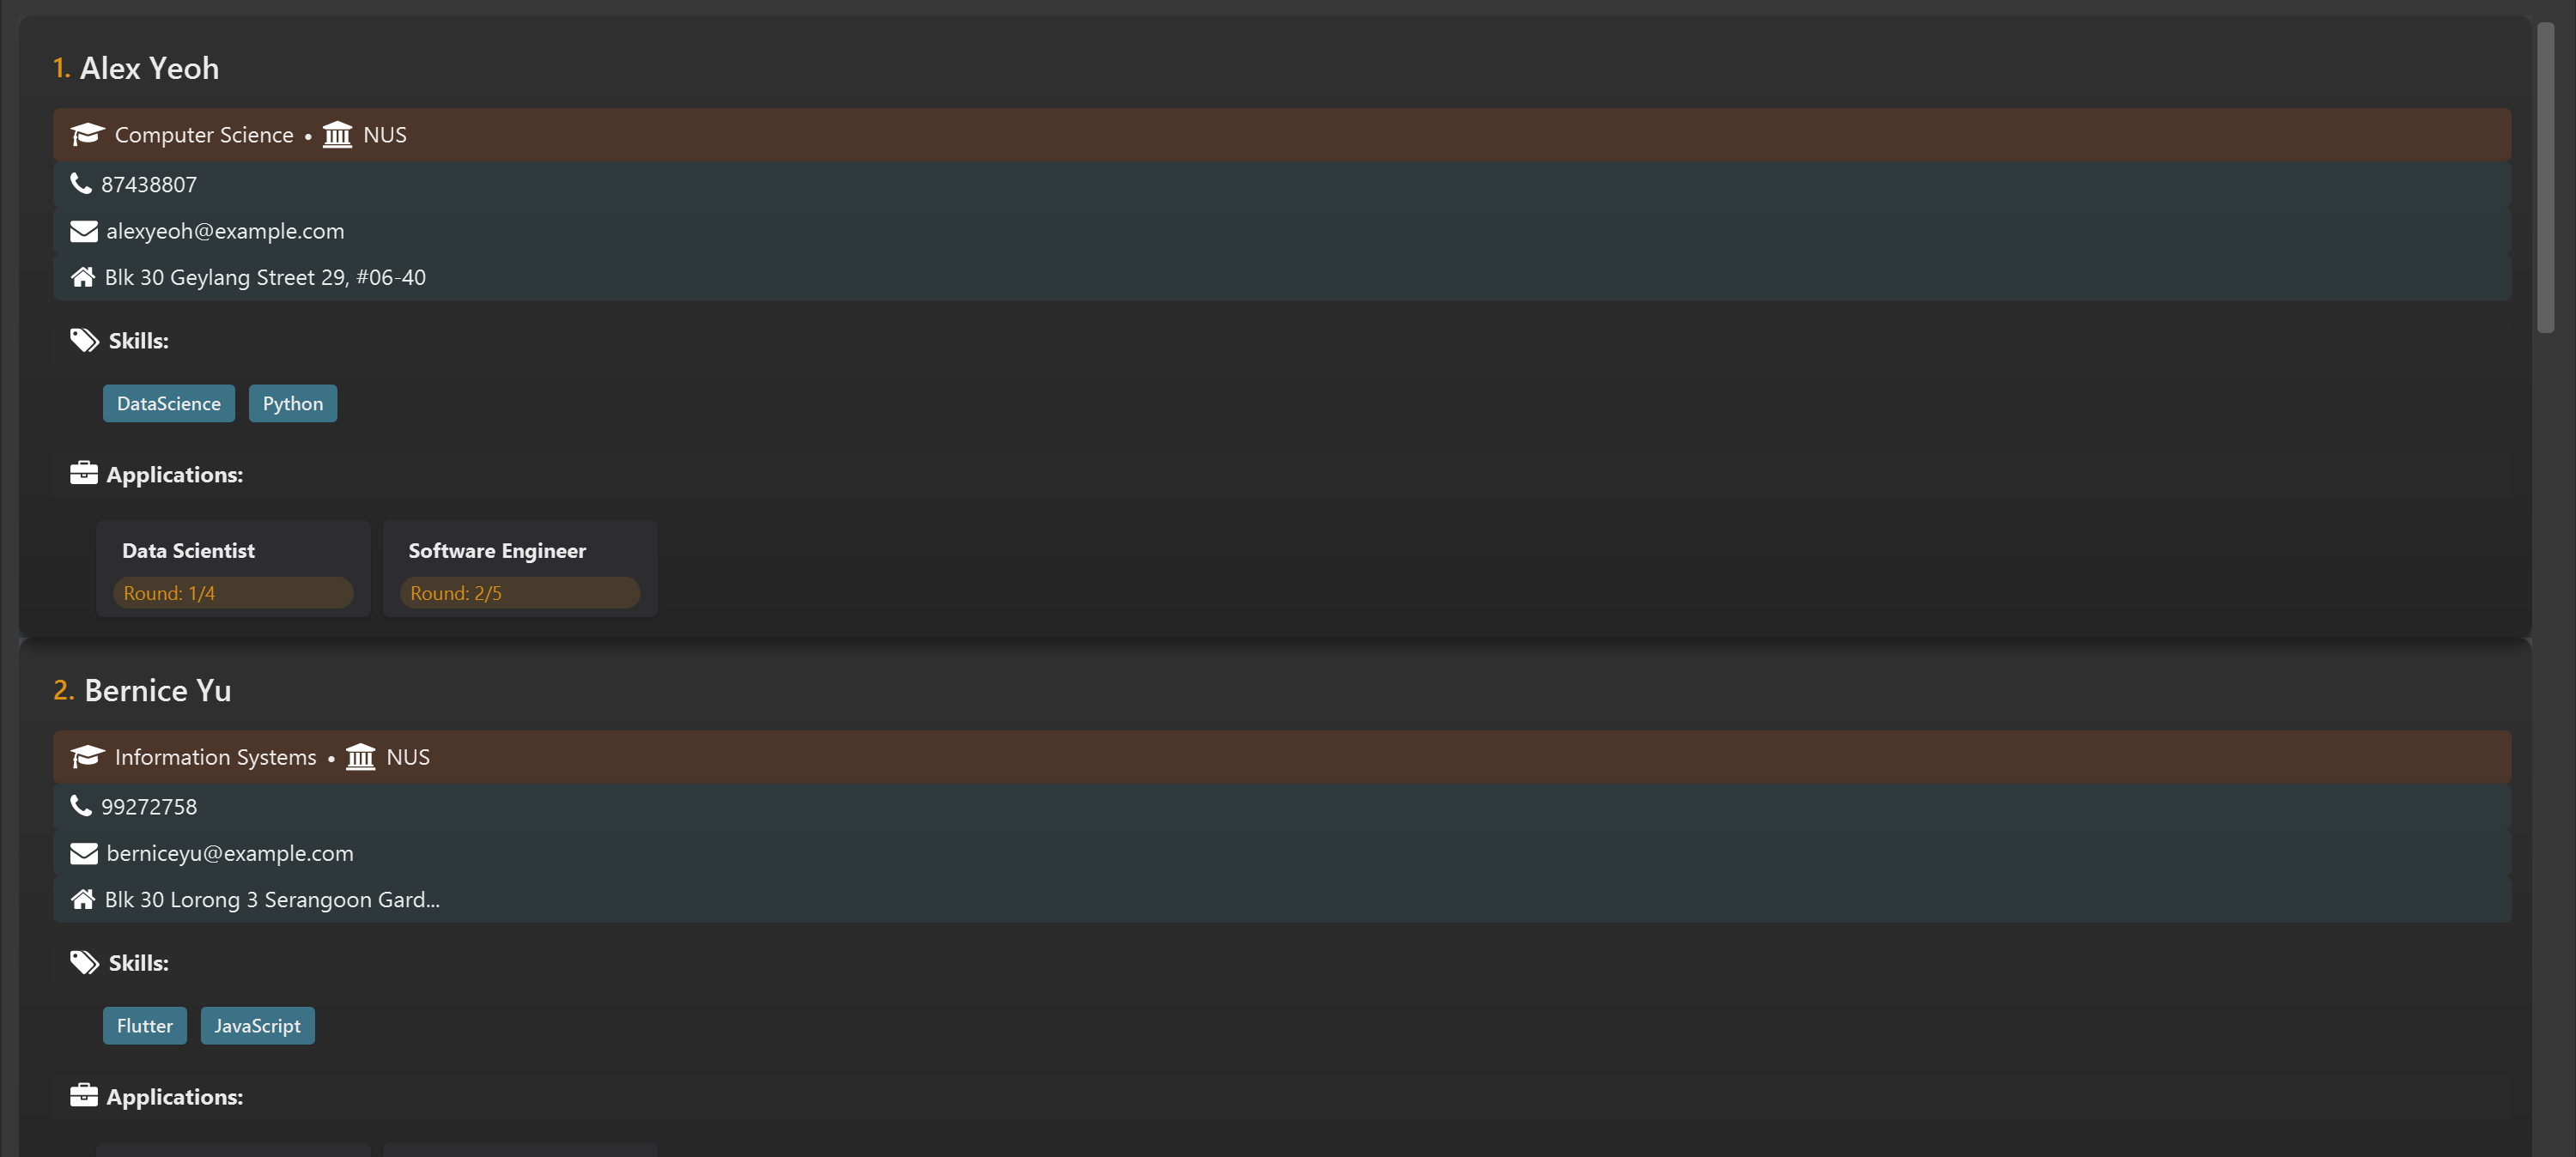 1. Alex Yeoh
Computer Science • NUS
87438807
alexyeoh@example.com
Blk 30 Geylang Street 29, #06-40
Skills:
DataScience Python
Applications:
Data Scientist Software Engineer
Round: 1/4 Round: 2/5
2. Bernice Yu
Information Systems • NUS
99272758
berniceyu@example.com
Blk 30 Lorong 3 Serangoon Gard...
Skills:
Flutter JavaScript
Applications: